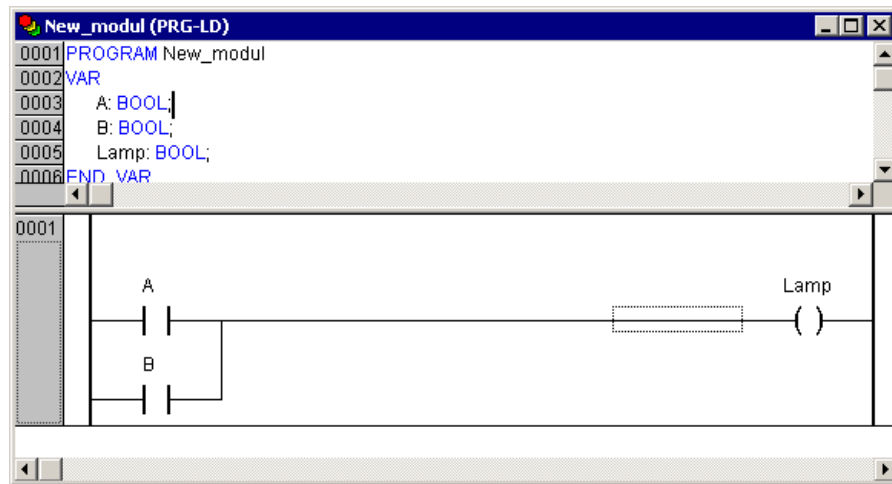 New_modul (PRG-LD)
0001 PROGRAM New_modul
0002 VAR
0003 A: BOOL;
0004 B: BOOL;
0005 Lamp: BOOL;
0006 END_VAR
0001
A
Lamp
B